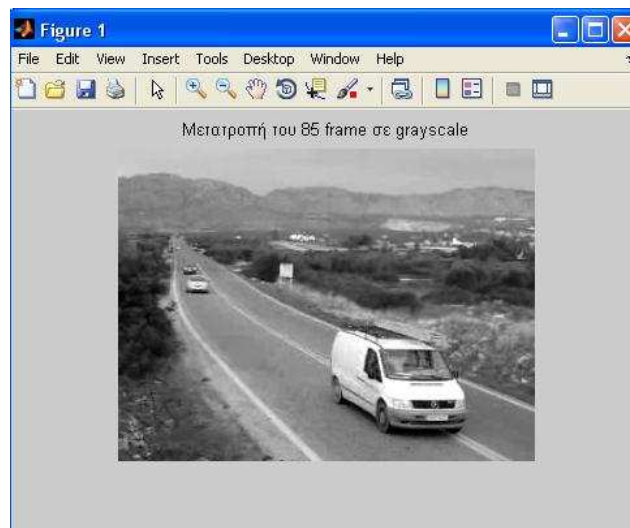 Figure 1
File Edit View Insert Tools Desktop Window Help
Μετατροπή του 85 frame σε grayscale